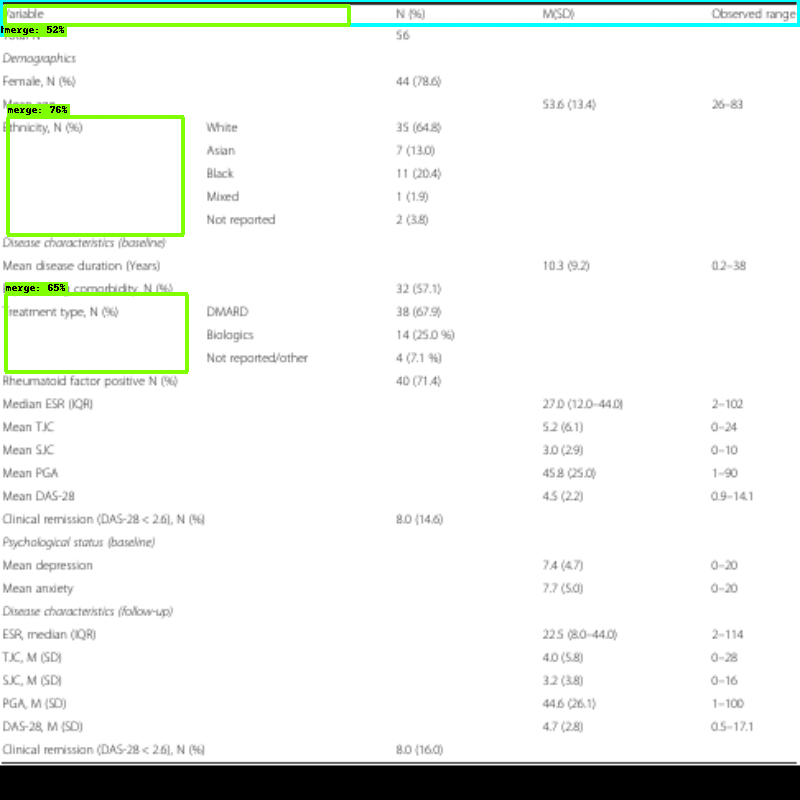 Variable N (%) M(SD) Observed range
merge: 52%
Total N 56
Demographics
Female, N (%) 44 (78.6)
Mean age 53.6 (13.4) 26–83
merge: 76%
Ethnicity, N (%) White 35 (64.8)
Asian 7 (13.0)
Black 11 (20.4)
Mixed 1 (1.9)
Not reported 2 (3.8)
Disease characteristics (baseline)
Mean disease duration (Years) 10.3 (9.2) 0.2–38
merge: 65%
comorbidity, N (%) 32 (57.1)
Treatment type, N (%) DMARD 38 (67.9)
Biologics 14 (25.0 %)
Not reported/other 4 (7.1 %)
Rheumatoid factor positive N (%) 40 (71.4)
Median ESR (IQR) 27.0 (12.0–44.0) 2–102
Mean TJC 5.2 (6.1) 0–24
Mean SJC 3.0 (2.9) 0–10
Mean PGA 45.8 (25.0) 1–90
Mean DAS-28 4.5 (2.2) 0.9–14.1
Clinical remission (DAS-28 < 2.6), N (%) 8.0 (14.6)
Psychological status (baseline)
Mean depression 7.4 (4.7) 0–20
Mean anxiety 7.7 (5.0) 0–20
Disease characteristics (follow-up)
ESR, median (IQR) 22.5 (8.0–44.0) 2–114
TJC, M (SD) 4.0 (5.8) 0–28
SJC, M (SD) 3.2 (3.8) 0–16
PGA, M (SD) 44.6 (26.1) 1–100
DAS-28, M (SD) 4.7 (2.8) 0.5–17.1
Clinical remission (DAS-28 < 2.6), N (%) 8.0 (16.0)